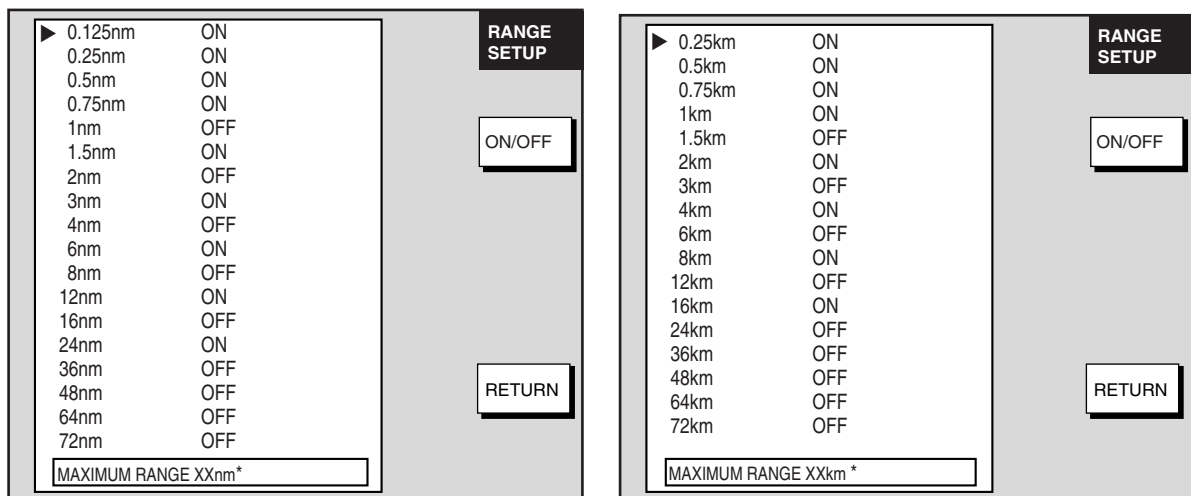 0.125nm ON
0.25nm ON
0.5nm ON
0.75nm ON
1nm OFF
1.5nm ON
2nm OFF
3nm ON
4nm OFF
6nm ON
8nm OFF
12nm ON
16nm OFF
24nm ON
36nm OFF
48nm OFF
64nm OFF
72nm OFF
MAXIMUM RANGE XXnm*
RANGE
SETUP
ON/OFF
RETURN
0.25km ON
0.5km ON
0.75km ON
1km ON
1.5km OFF
2km ON
3km OFF
4km ON
6km OFF
8km ON
12km OFF
16km ON
24km OFF
36km OFF
48km OFF
64km OFF
72km OFF
MAXIMUM RANGE XXkm *
RANGE
SETUP
ON/OFF
RETURN